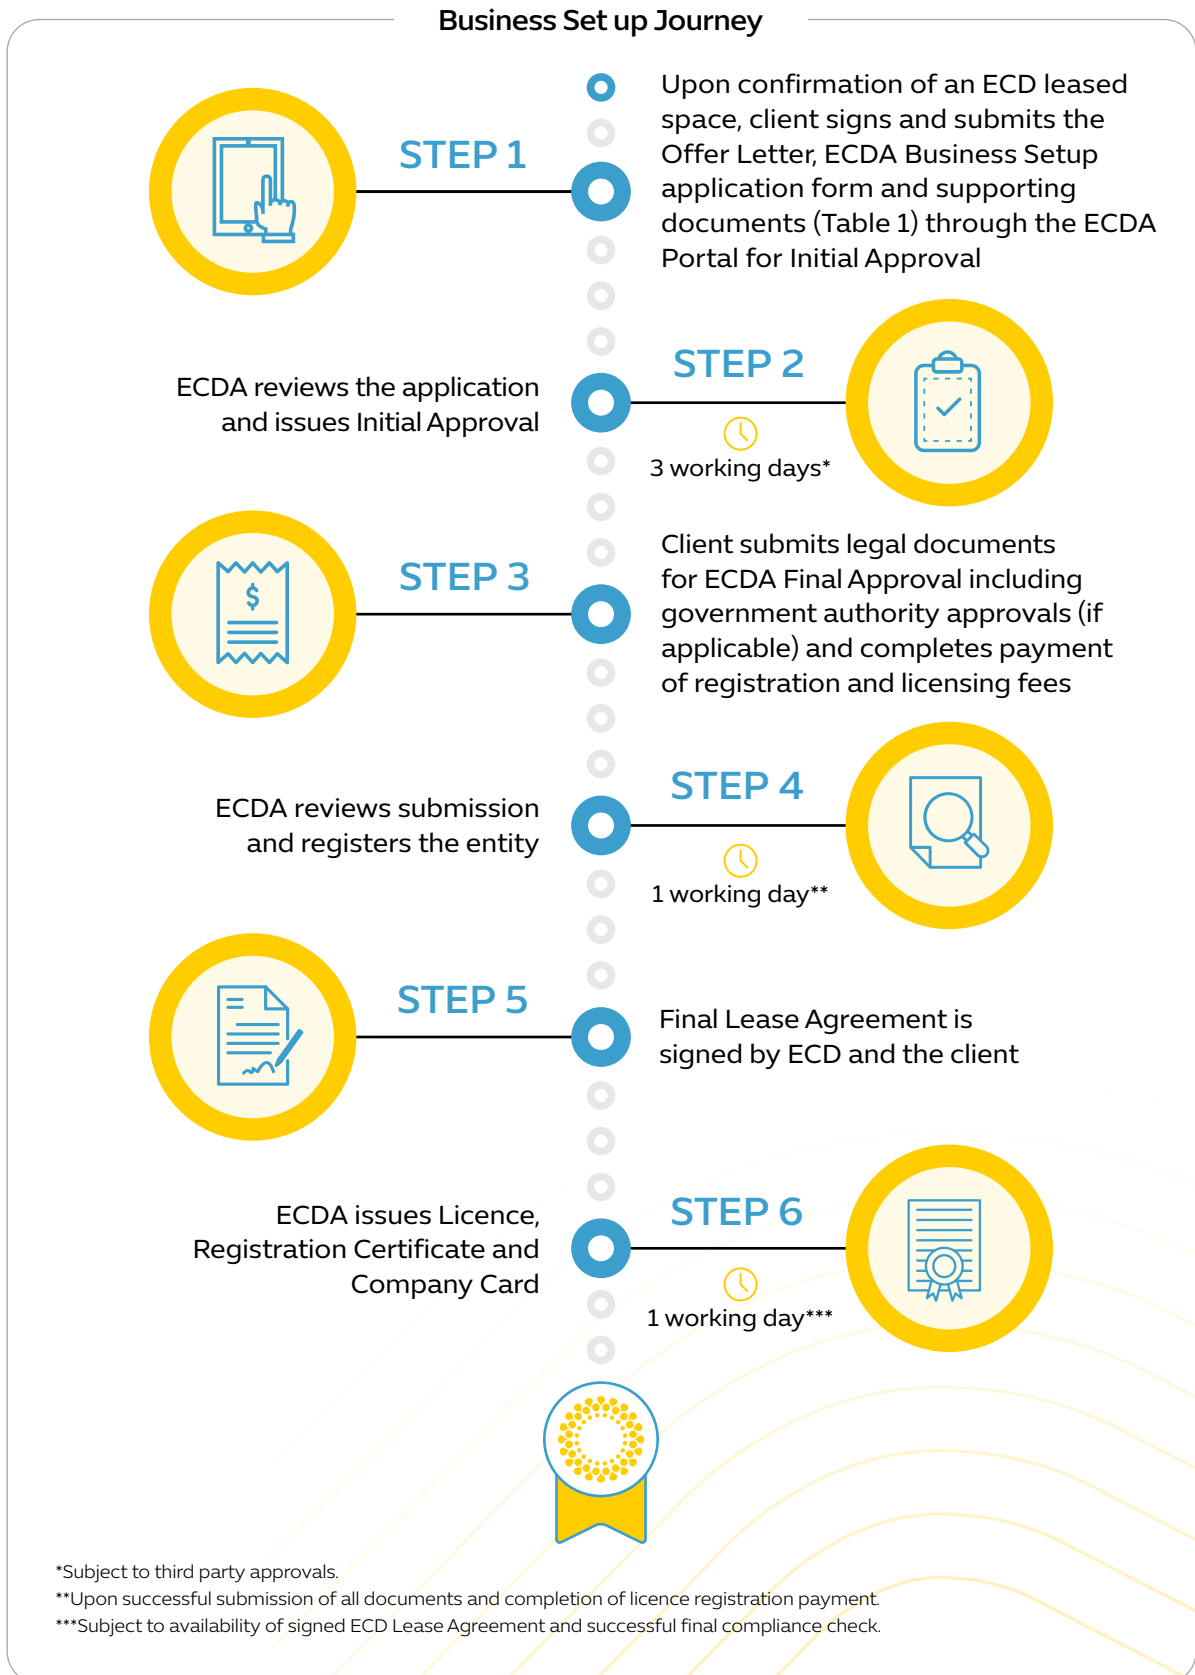 Business Set up Journey
STEP 1
Upon confirmation of an ECD leased
space, client signs and submits the
Offer Letter, ECDA Business Setup
application form and supporting
documents (Table 1) through the ECDA
Portal for Initial Approval
STEP 2
ECDA reviews the application
and issues Initial Approval
3 working days*
STEP 3
$
Client submits legal documents
for ECDA Final Approval including
government authority approvals (if
applicable) and completes payment
of registration and licensing fees
STEP 4
ECDA reviews submission
and registers the entity
1 working day**
STEP 5
Final Lease Agreement is
signed by ECD and the client
STEP 6
ECDA issues Licence,
Registration Certificate and
Company Card
1 working day***
*Subject to third party approvals.
**Upon successful submission of all documents and completion of licence registration payment.
***Subject to availability of signed ECD Lease Agreement and successful final compliance check.